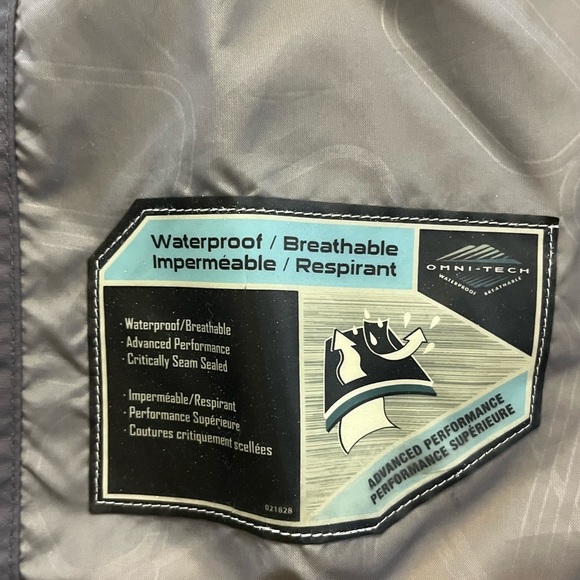 Waterproof / Breathable
Imperméable / Respirant
OMNI-TECH
WATERPROOF BREATHABLE
· Waterproof/Breathable
· Advanced Performance
· Critically Seam Sealed
· Imperméable/Respirant
· Performance Supérieure
· Coutures critiquement scellées
ADVANCED PERFORMANCE
PERFORMANCE SUPÉRIEURE
021828